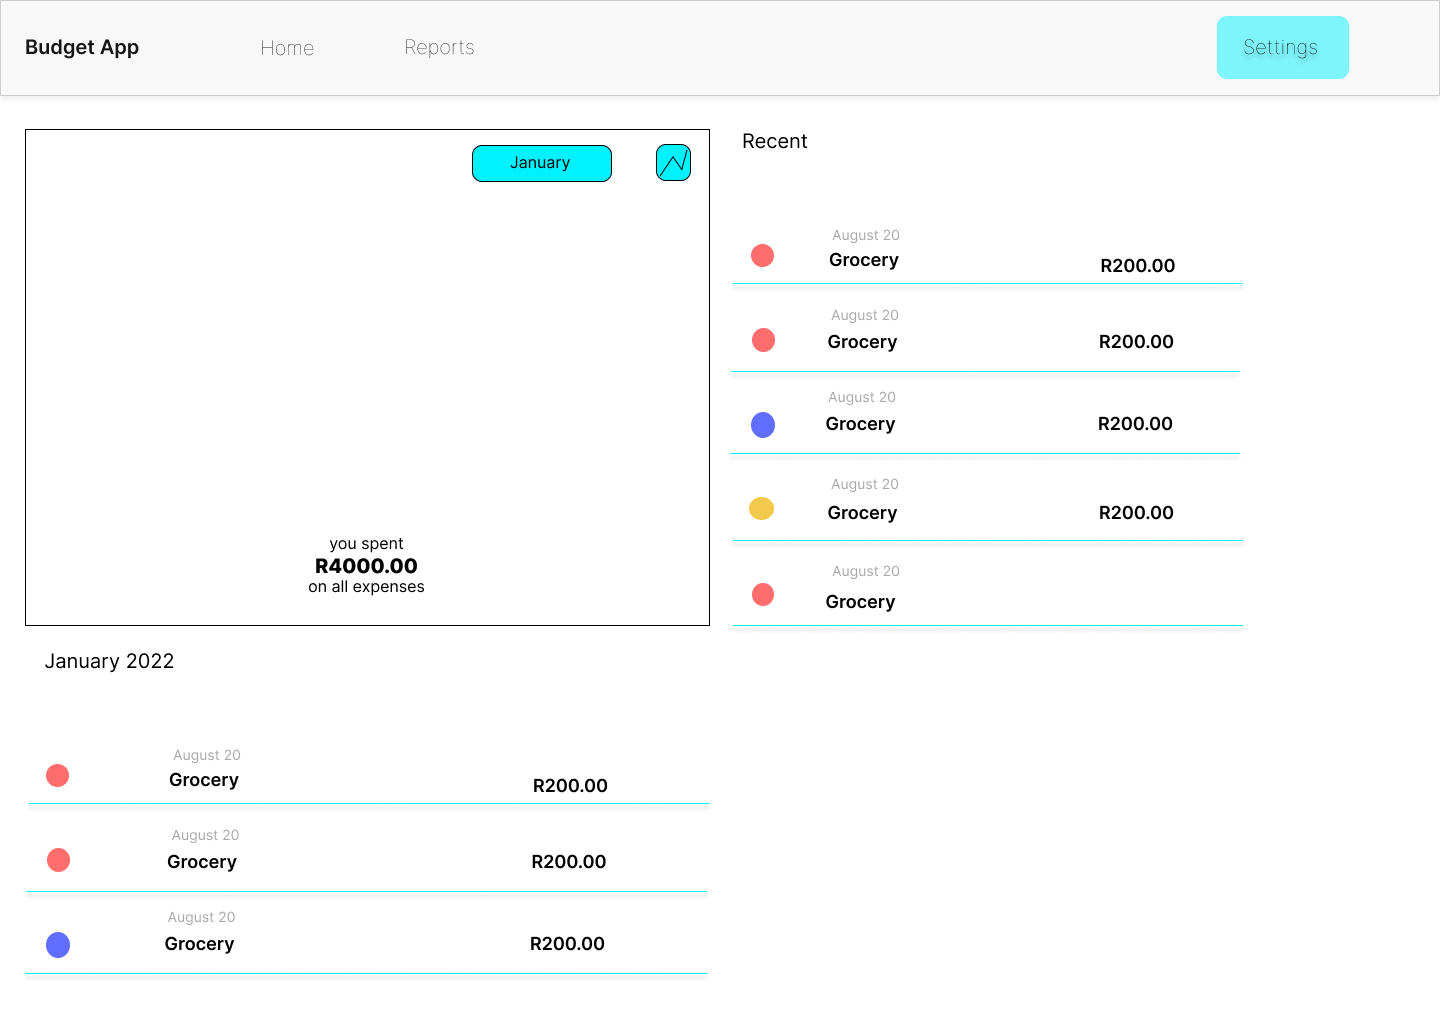 Budget App
Home
Reports
Settings
January
you spent
R4000.00
on all expenses
Recent
August 20
Grocery
R200.00
August 20
Grocery
R200.00
August 20
Grocery
R200.00
August 20
Grocery
R200.00
August 20
Grocery
January 2022
August 20
Grocery
R200.00
August 20
Grocery
R200.00
August 20
Grocery
R200.00